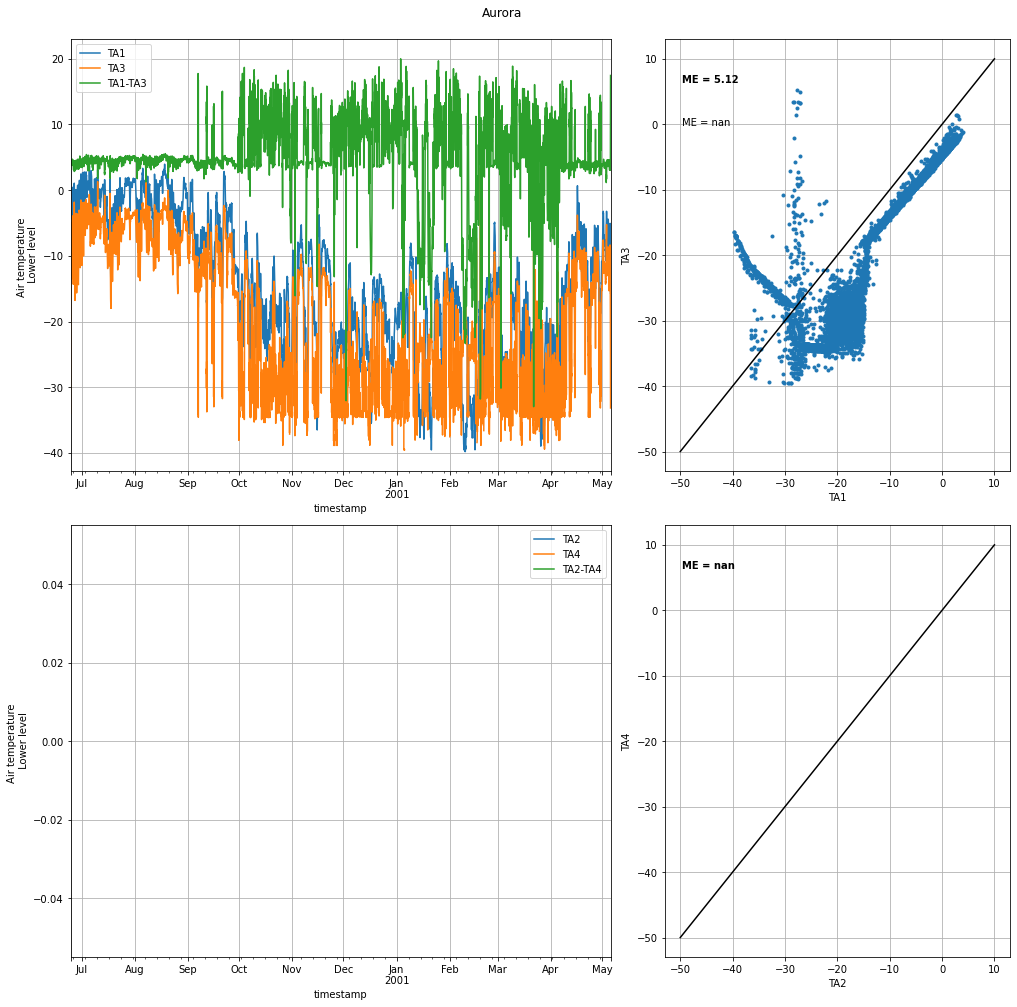 Aurora
TA1
TA3
TA1-TA3
20
10
0
−10
−20
−30
−40
Air temperature
Lower level
Jul
Aug
Sep
Oct
Nov
Dec
Jan
2001
Feb
Mar
Apr
May
timestamp
ME = 5.12
ME = nan
10
0
−10
−20
−30
−40
−50
TA3
−50
−40
−30
−20
−10
0
10
TA1
TA2
TA4
TA2-TA4
0.04
0.02
0.00
−0.02
−0.04
Air temperature
Lower level
Jul
Aug
Sep
Oct
Nov
Dec
Jan
2001
Feb
Mar
Apr
May
timestamp
ME = nan
10
0
−10
−20
−30
−40
−50
TA4
−50
−40
−30
−20
−10
0
10
TA2